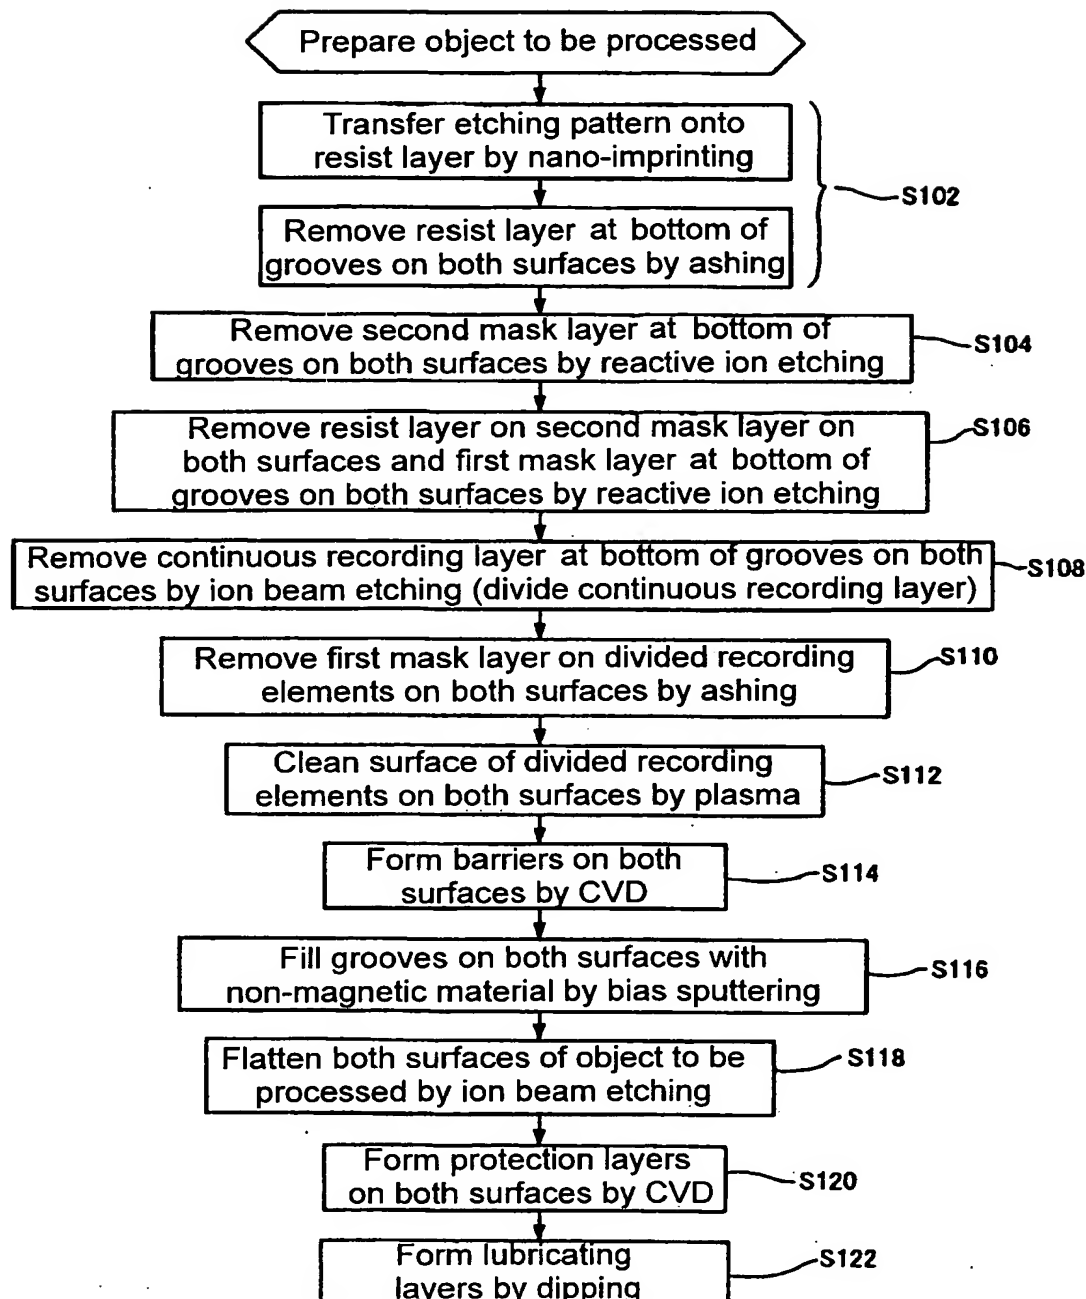 Prepare object to be processed
Transfer etching pattern onto
resist layer by nano-imprinting
S102
Remove resist layer at bottom of
grooves on both surfaces by ashing
Remove second mask layer at bottom of
grooves on both surfaces by reactive ion etching
S104
Remove resist layer on second mask layer on
both surfaces and first mask layer at bottom of
grooves on both surfaces by reactive ion etching
S106
Remove continuous recording layer at bottom of grooves on both
surfaces by ion beam etching (divide continuous recording layer)
S108
Remove first mask layer on divided recording
elements on both surfaces by ashing
S110
Clean surface of divided recording
elements on both surfaces by plasma
S112
Form barriers on both
surfaces by CVD
S114
Fill grooves on both surfaces with
non-magnetic material by bias sputtering
S116
Flatten both surfaces of object to be
processed by ion beam etching
S118
Form protection layers
on both surfaces by CVD
S120
Form lubricating
layers by dipping
S122